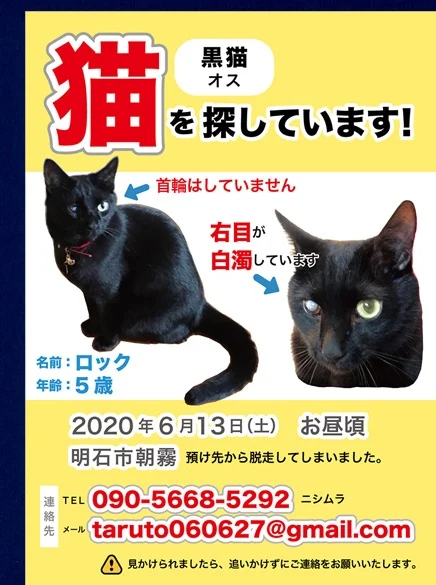 黒猫
オス
猫を探しています!
首輪はしていません
右目が
白濁しています
名前：ロック
年齢：5歳
2020年6月13日(土) お昼頃
明石市朝霧 預け先から脱走してしまいました。
連絡先
TEL 090-5668-5292 ニシムラ
メール taruto060627@gmail.com
見かけられましたら、追いかけずにご連絡をお願いいたします。